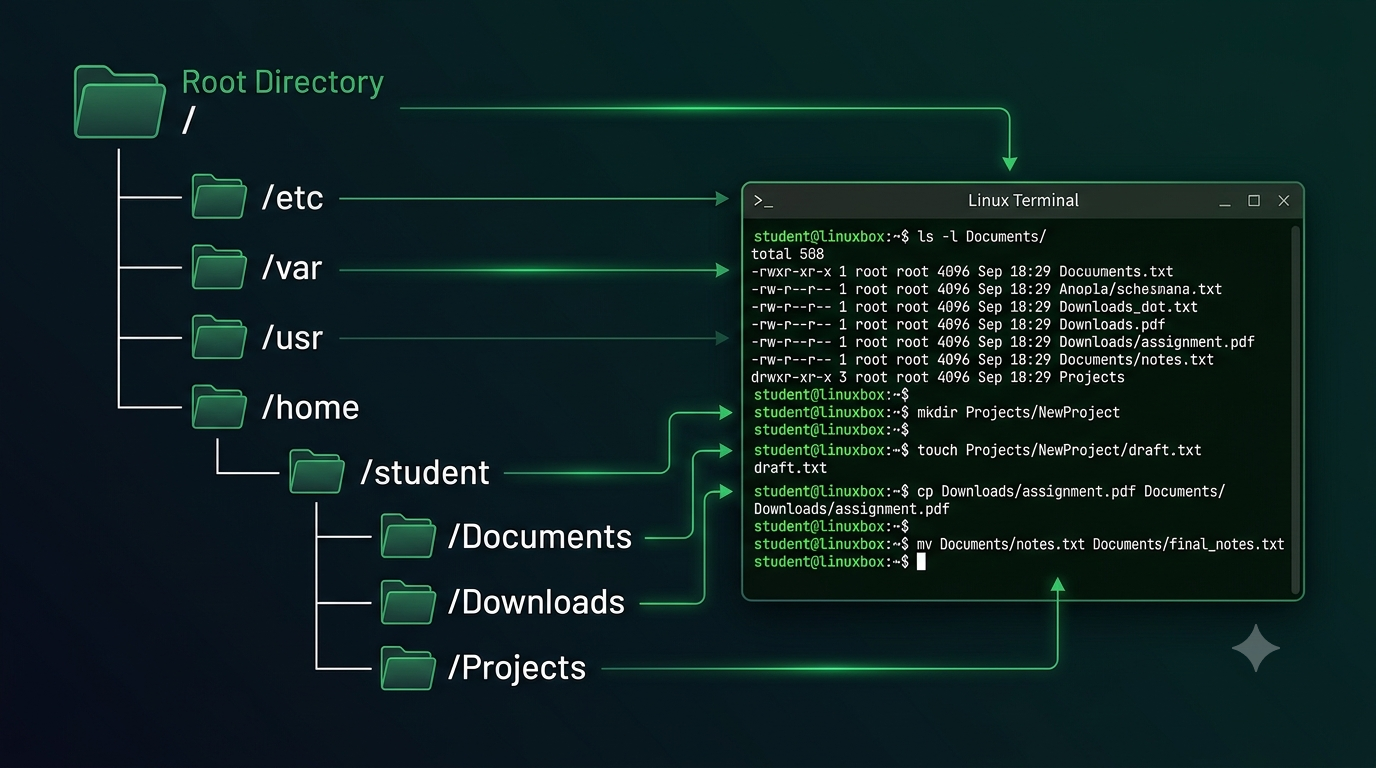 Root Directory
/
/etc
/var
/usr
/home
/student
/Documents
/Downloads
/Projects
>_ Linux Terminal
student@linuxbox:~$ ls -l Documents/
total 508
-rwxr-xr-x 1 root root 4096 Sep 18:29 Docuuments.txt
-rw-r--r-- 1 root root 4096 Sep 18:29
-rw-r--r-- 1 root root 4096 Sep 18:29 Downloads_dot.txt
-rw-r--r-- 1 root root 4096 Sep 18:29 Downloads.pdf
-rw-r--r-- 1 root root 4096 Sep 18:29 Downloads/assignment.pdf
-rw-r--r-- 1 root root 4096 Sep 18:29 Documents/notes.txt
drwxr-xr-x 3 root root 4096 Sep 18:29 Projects
student@linuxbox:~$
student@linuxbox:~$ mkdir Projects/NewProject
student@linuxbox:~$
student@linuxbox:~$ touch Projects/NewProject/draft.txt
draft.txt
student@linuxbox:~$ cp Downloads/assignment.pdf Documents/
Downloads/assignment.pdf
student@linuxbox:~$
student@linuxbox:~$ mv Documents/notes.txt Documents/final_notes.txt
student@linuxbox:~$